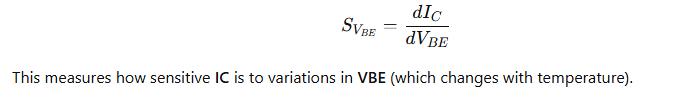 S_{V_{BE}} = \frac{dI_C}{dV_{BE}}
This measures how sensitive IC is to variations in VBE (which changes with temperature).